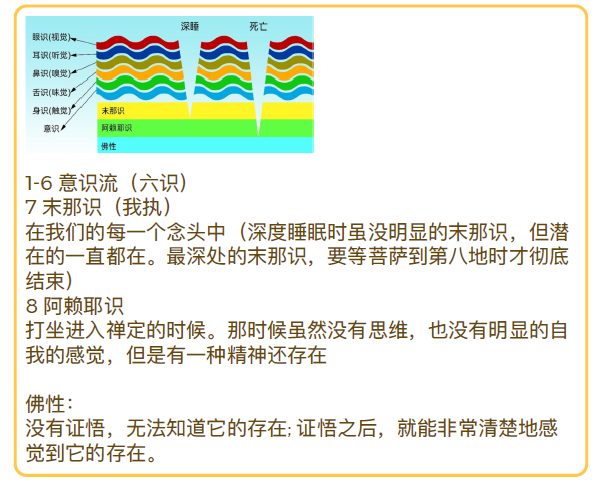 深睡 死亡
眼识(视觉)
耳识(听觉)
鼻识(嗅觉)
舌识(味觉)
身识(触觉)
意识
末那识
阿赖耶识
佛性
1-6 意识流（六识）
7 末那识（我执）
在我们的每一个念头中（深度睡眠时虽没明显的末那识，但潜
在的一直都在。最深处的末那识，要等菩萨到第八地时才彻底
结束）
8 阿赖耶识
打坐进入禅定的时候。那时候虽然没有思维，也没有明显的自
我的感觉，但是有一种精神还存在
佛性：
没有证悟，无法知道它的存在; 证悟之后，就能非常清楚地感
觉到它的存在。